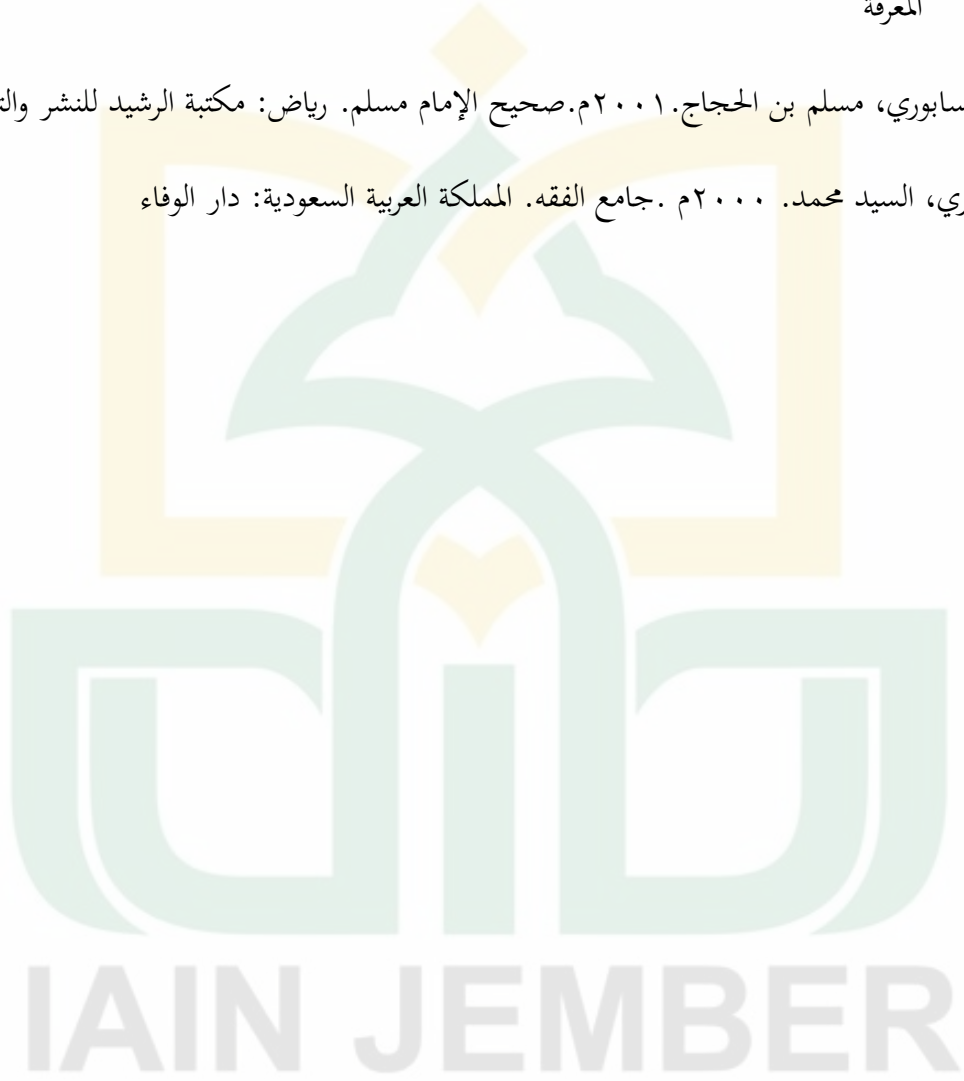 المعرفة
سابوري، مسلم بن الحجاج.٢٠٠١م.صحيح الإمام مسلم. رياض: مكتبة الرشيد للنشر
ري، السيد محمد. ٢٠٠٠م .جامع الفقه. المملكة العربية السعودية: دار الوفاء
IAIN JEMBER